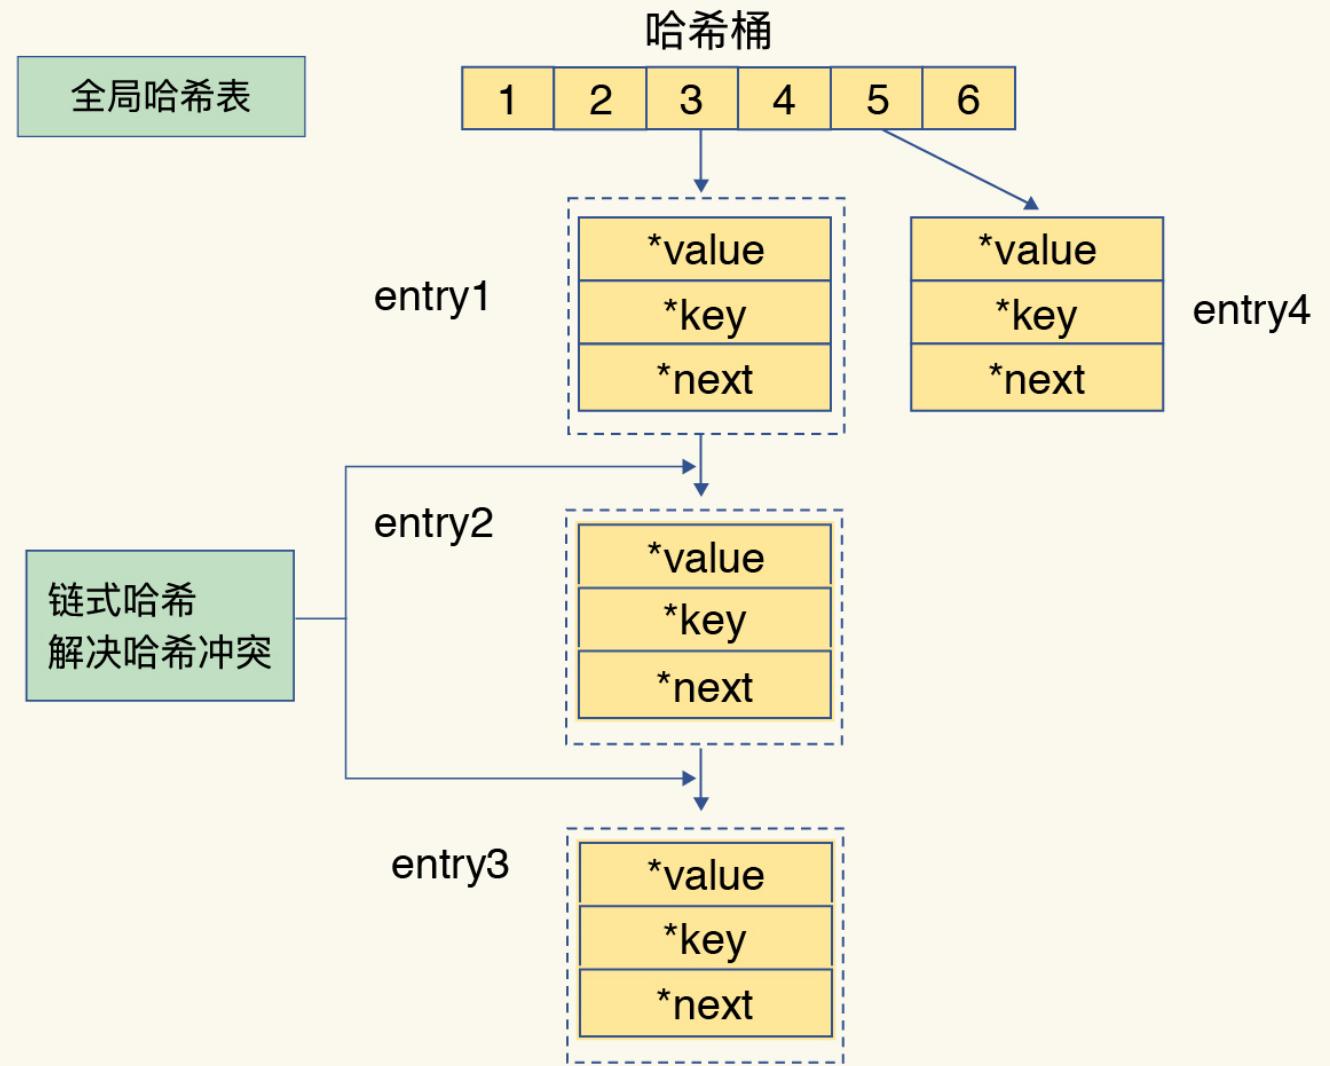 哈希桶
全局哈希表
1 2 3 4 5 6
entry1
*value
*key
*next
*value
*key
*next
entry4
entry2
*value
*key
*next
链式哈希
解决哈希冲突
entry3
*value
*key
*next